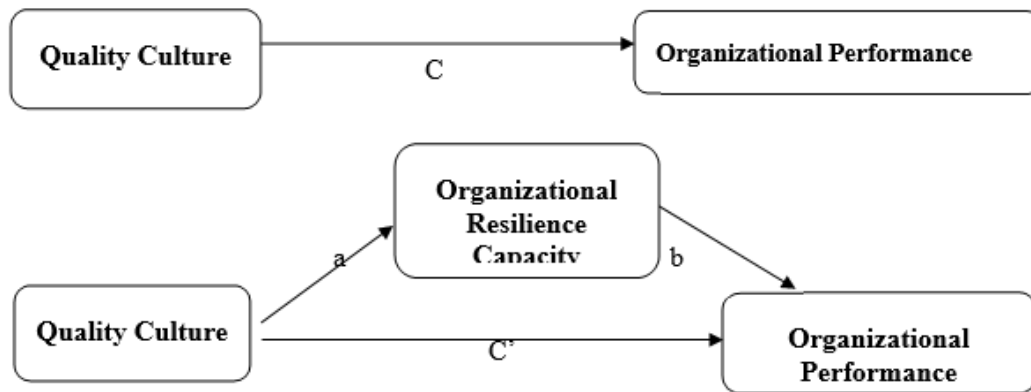 Quality Culture
Organizational Performance
C
Organizational
Resilience
Capacity
a
b
Quality Culture
C’
Organizational
Performance